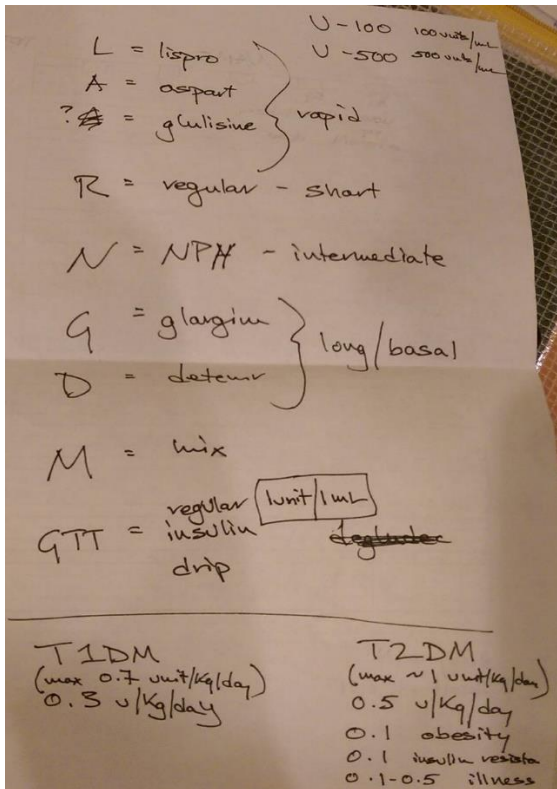 U-100 100 units/mL
U-500 500 units/mL
L = lispro
A = aspart
? = glulisine
rapid
R = regular - short
N = NPH - intermediate
G = glargine
D = detemir
long/basal
M = mix
GTT = regular insulin drip
1unit/1mL
degludec
T1DM
(max 0.7 unit/kg/day)
0.3 u/kg/day
T2DM
(max ~1 unit/kg/day)
0.5 u/kg/day
0.1 obesity
0.1 insulin resista
0.1-0.5 illness